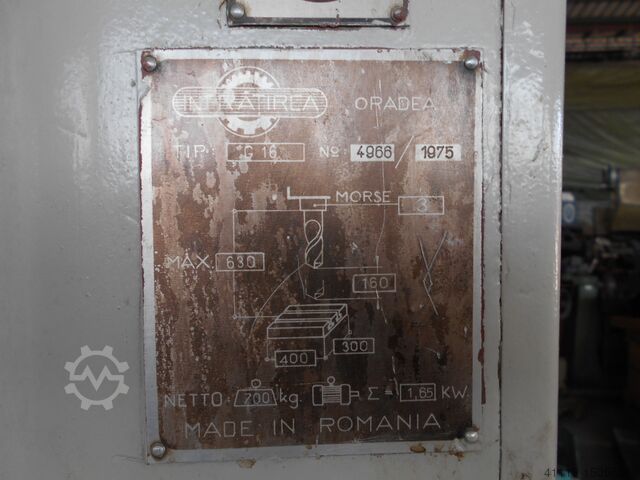 INFRATIREA ORADEA
TIP: G 16 No 4966 / 1975
MORSE 3
MAX. 630
160
400 300
NETTO: 700 kg. Σ = 1,65 KW.
MADE IN ROMANIA